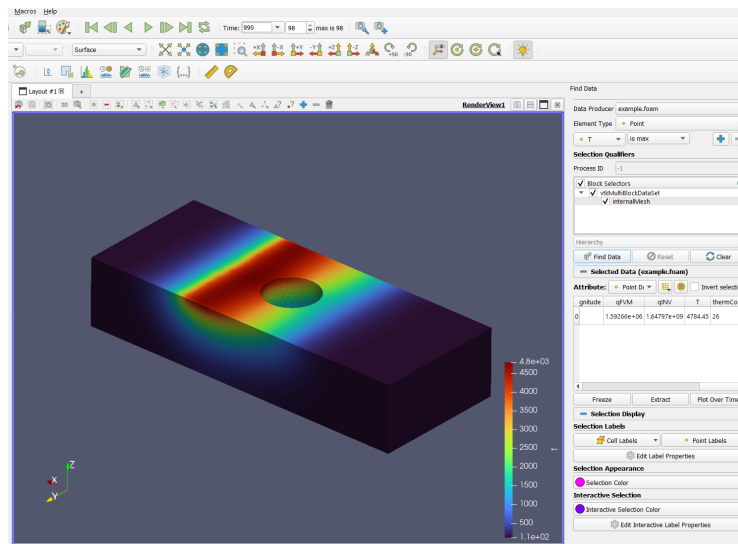 Macros Help
Time: 990 98 max is 98
Surface
+X -X +Y -Y +Z -Z +90 -90
Layout #1 +
2D RenderView1
Find Data
Data Producer example.foam
Element Type Point
T is max
Selection Qualifiers
Process ID -1
Block Selectors
vtkMultiBlockDataSet
internalMesh
Hierarchy
Find Data Reset Clear
Selected Data (example.foam)
Attribute: Point Da Invert selecti
gnitude qFVM qINV T thermCo
0 1.59266e+06 1.64797e+09 4784.45 26
Freeze Extract Plot Over Time
Selection Display
Selection Labels
Cell Labels Point Labels
Edit Label Properties
Selection Appearance
Selection Color
Interactive Selection
Interactive Selection Color
Edit Interactive Label Properties
4.8e+03
4500
4000
3500
3000
2500
T
2000
1500
1000
500
1.1e+02
Z
X
Y